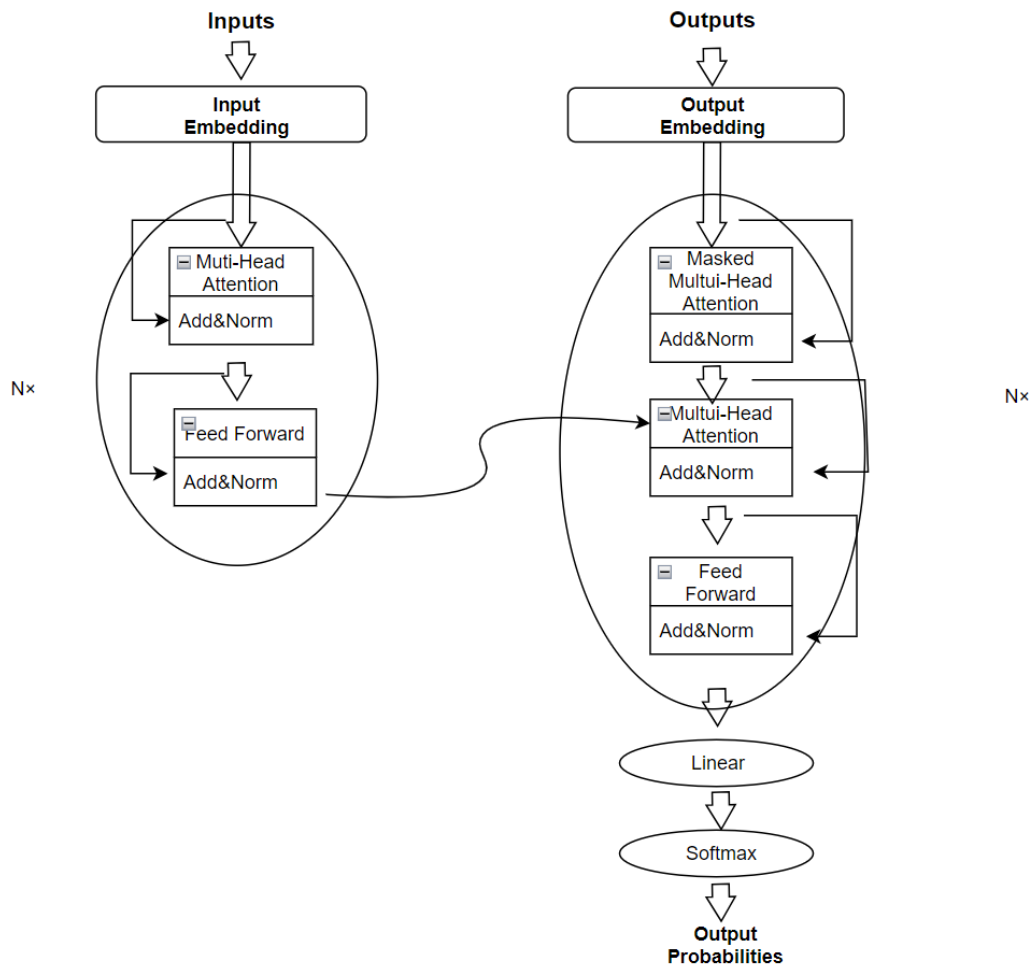 Inputs
Input
Embedding
Muti-Head
Attention
Add&Norm
N×
Feed Forward
Add&Norm
Outputs
Output
Embedding
Masked
Multui-Head
Attention
Add&Norm
N×
Multui-Head
Attention
Add&Norm
Feed
Forward
Add&Norm
Linear
Softmax
Output
Probabilities